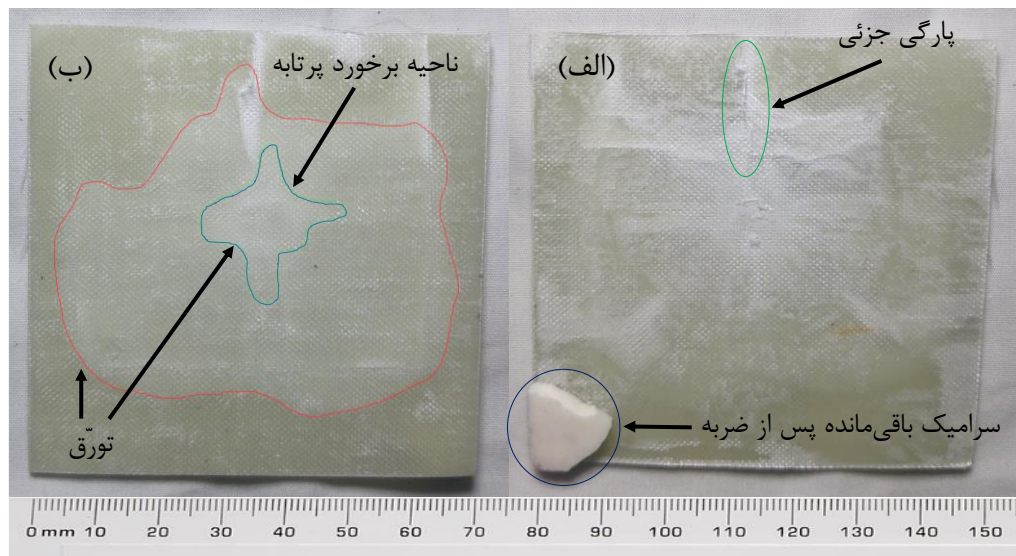 پارگی جزئی
(الف)
(ب)
ناحیه برخورد پرتابه
سرامیک باقی‌مانده پس از ضربه
تورّق
0 mm 10 20 30 40 50 60 70 80 90 100 110 120 130 140 150